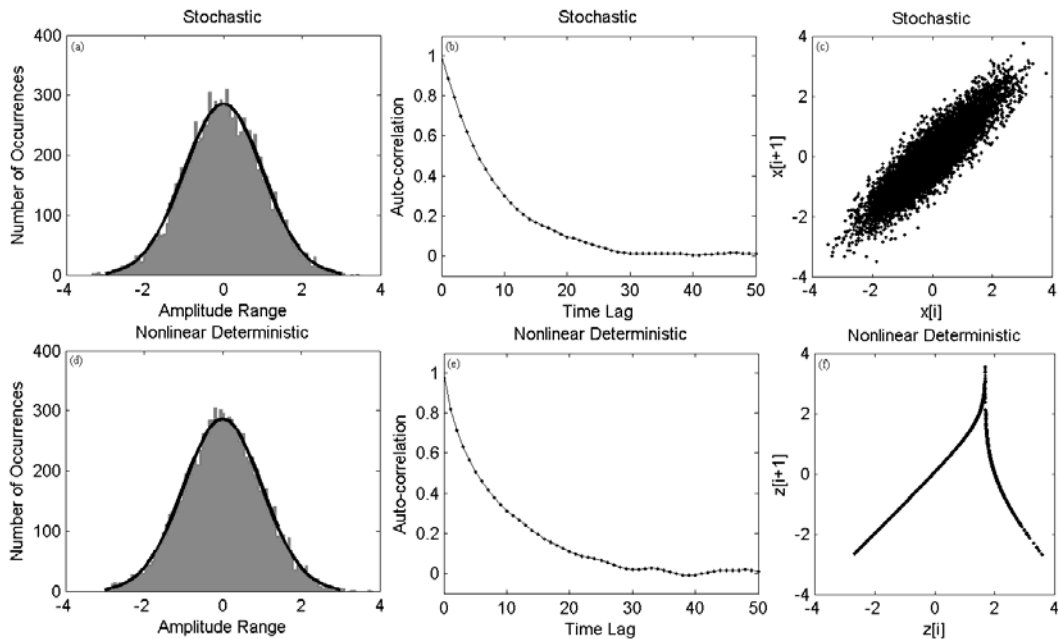 Stochastic
(a)
Number of Occurrences
400
300
200
100
0
-4 -2 0 2 4
Amplitude Range
(b)
Auto-correlation
1
0.8
0.6
0.4
0.2
0
0 10 20 30 40 50
Time Lag
Stochastic
(c)
x[i+1]
4
2
0
-2
-4
-4 -2 0 2 4
x[i]
Nonlinear Deterministic
(d)
Number of Occurrences
400
300
200
100
0
-4 -2 0 2 4
Amplitude Range
Nonlinear Deterministic
(e)
Auto-correlation
1
0.8
0.6
0.4
0.2
0
0 10 20 30 40 50
Time Lag
Nonlinear Deterministic
(f)
z[i+1]
4
2
0
-2
-4
-4 -2 0 2 4
z[i]